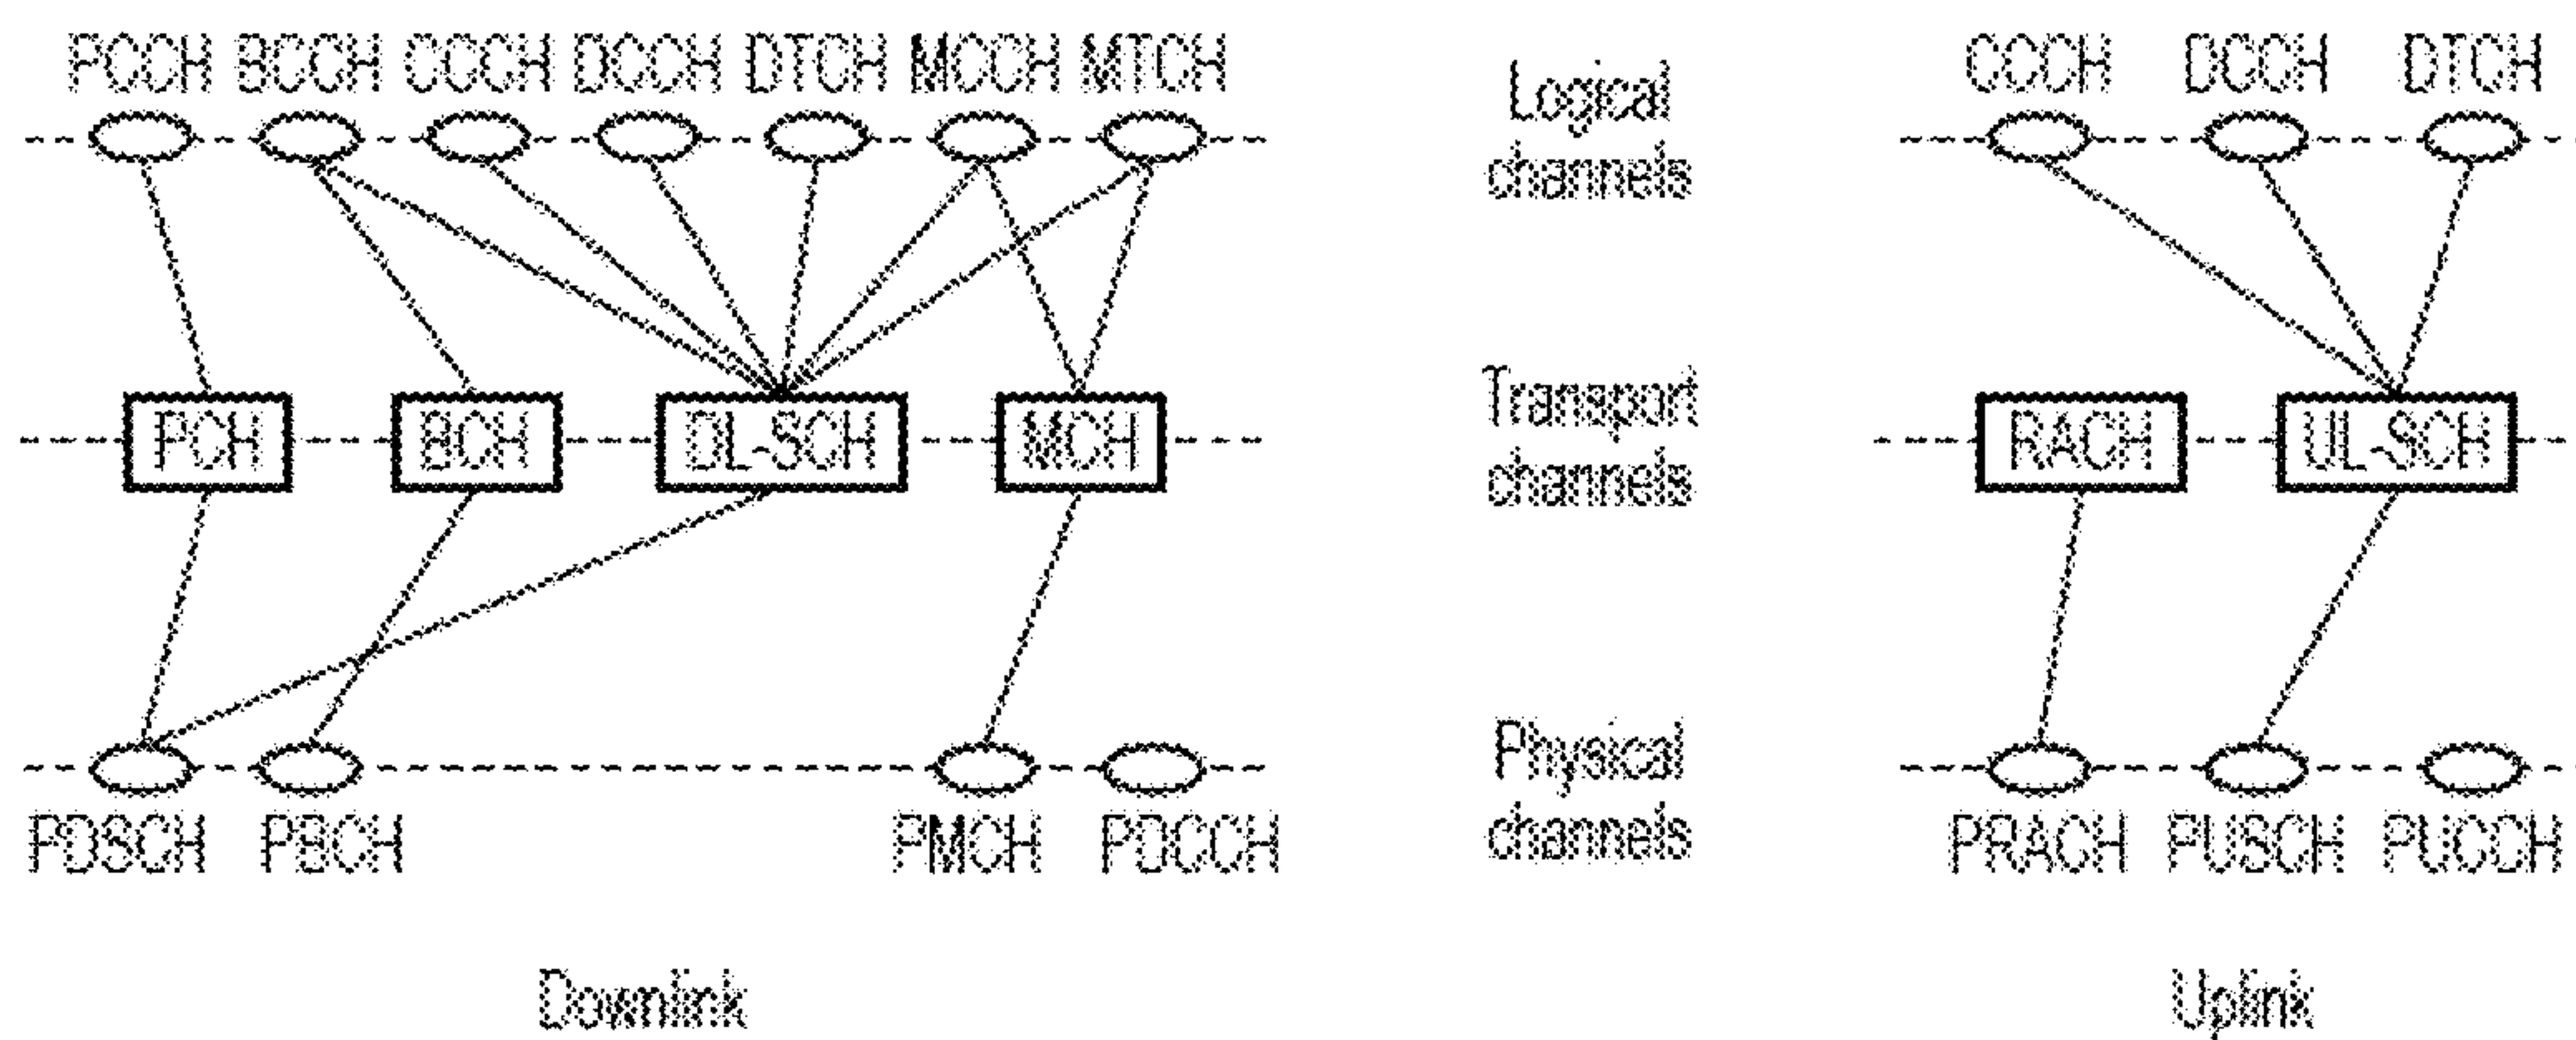 PCCH BCCH CCCH DCCH DTCH MCCH MTCH
Logical
channels
CCCH DCCH DTCH
PCH BCH DL-SCH MCH
Transport
channels
RACH UL-SCH
Physical
channels
PDSCH PBCH PMCH PDCCH
PRACH PUSCH PUCCH
Downlink
Uplink